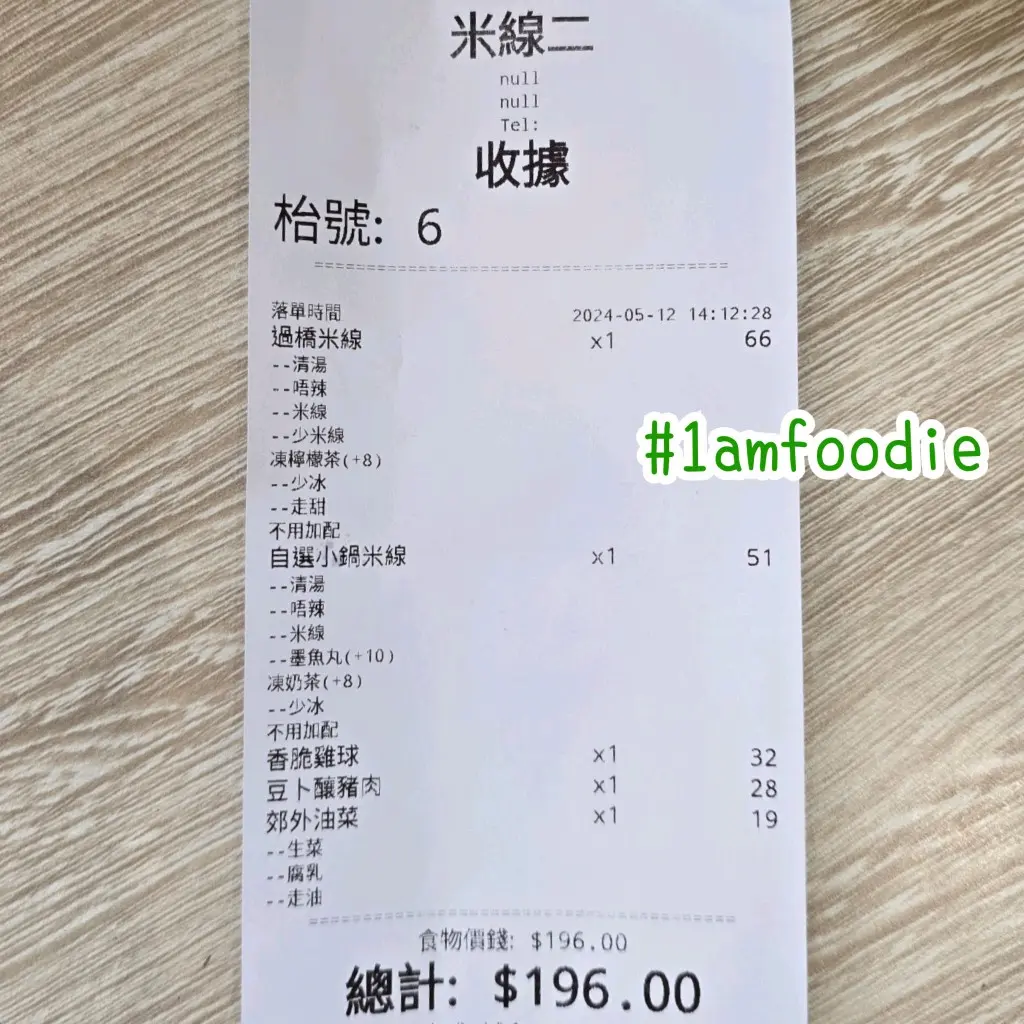 米線二
null
null
Tel:
收據
枱號: 6
======================================
落單時間 2024-05-12 14:12:28
過橋米線 x1 66
--清湯
--唔辣
--米線
--少米線
凍檸檬茶(+8)
--少冰
--走甜
不用加配
#1amfoodie
自選小鍋米線 x1 51
--清湯
--唔辣
--米線
--墨魚丸(+10)
凍奶茶(+8)
--少冰
不用加配
香脆雞球 x1 32
豆卜釀豬肉 x1 28
郊外油菜 x1 19
--生菜
--腐乳
--走油
======================================
食物價錢: $196.00
總計: $196.00